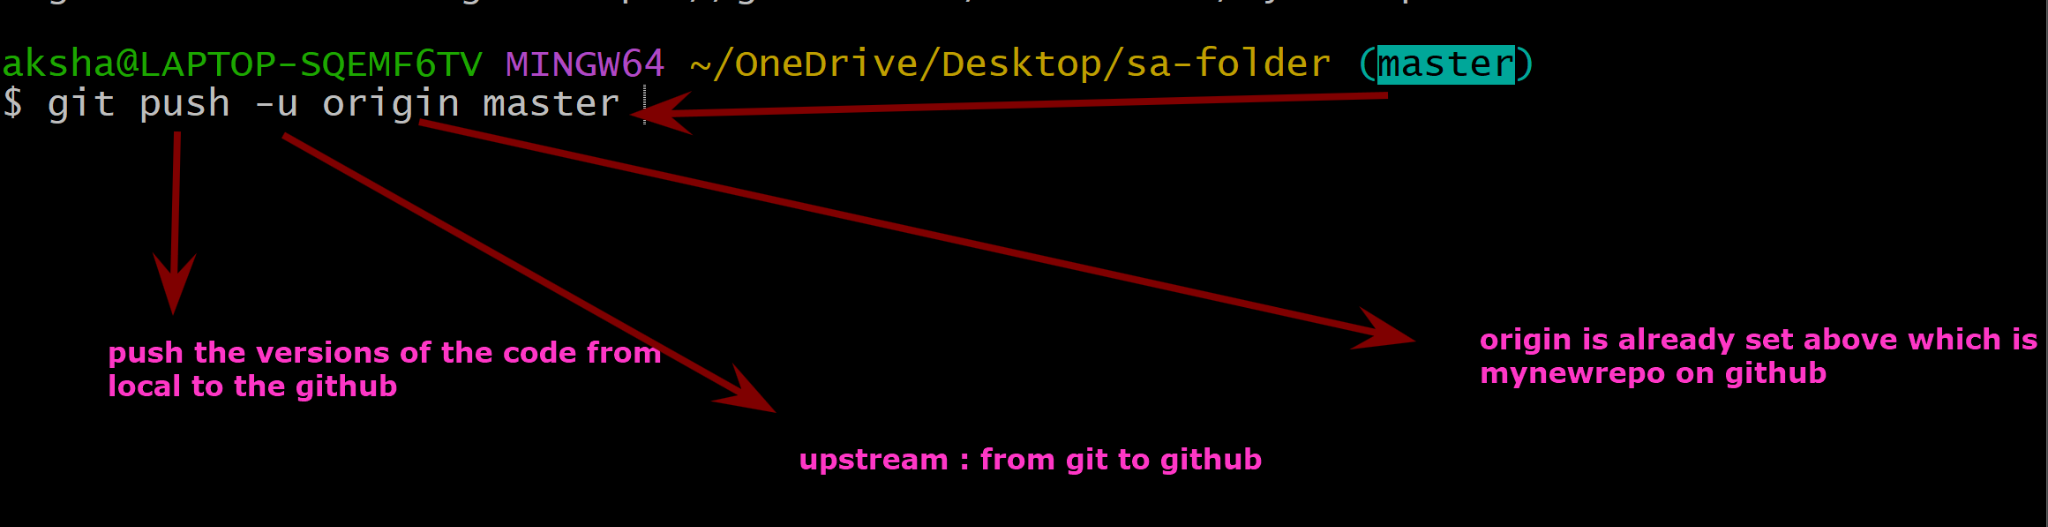 aksha@LAPTOP-SQEMF6TV MINGW64 ~/OneDrive/Desktop/sa-folder (master)
$ git push -u origin master
push the versions of the code from
local to the github
origin is already set above which is
mynewrepo on github
upstream : from git to github